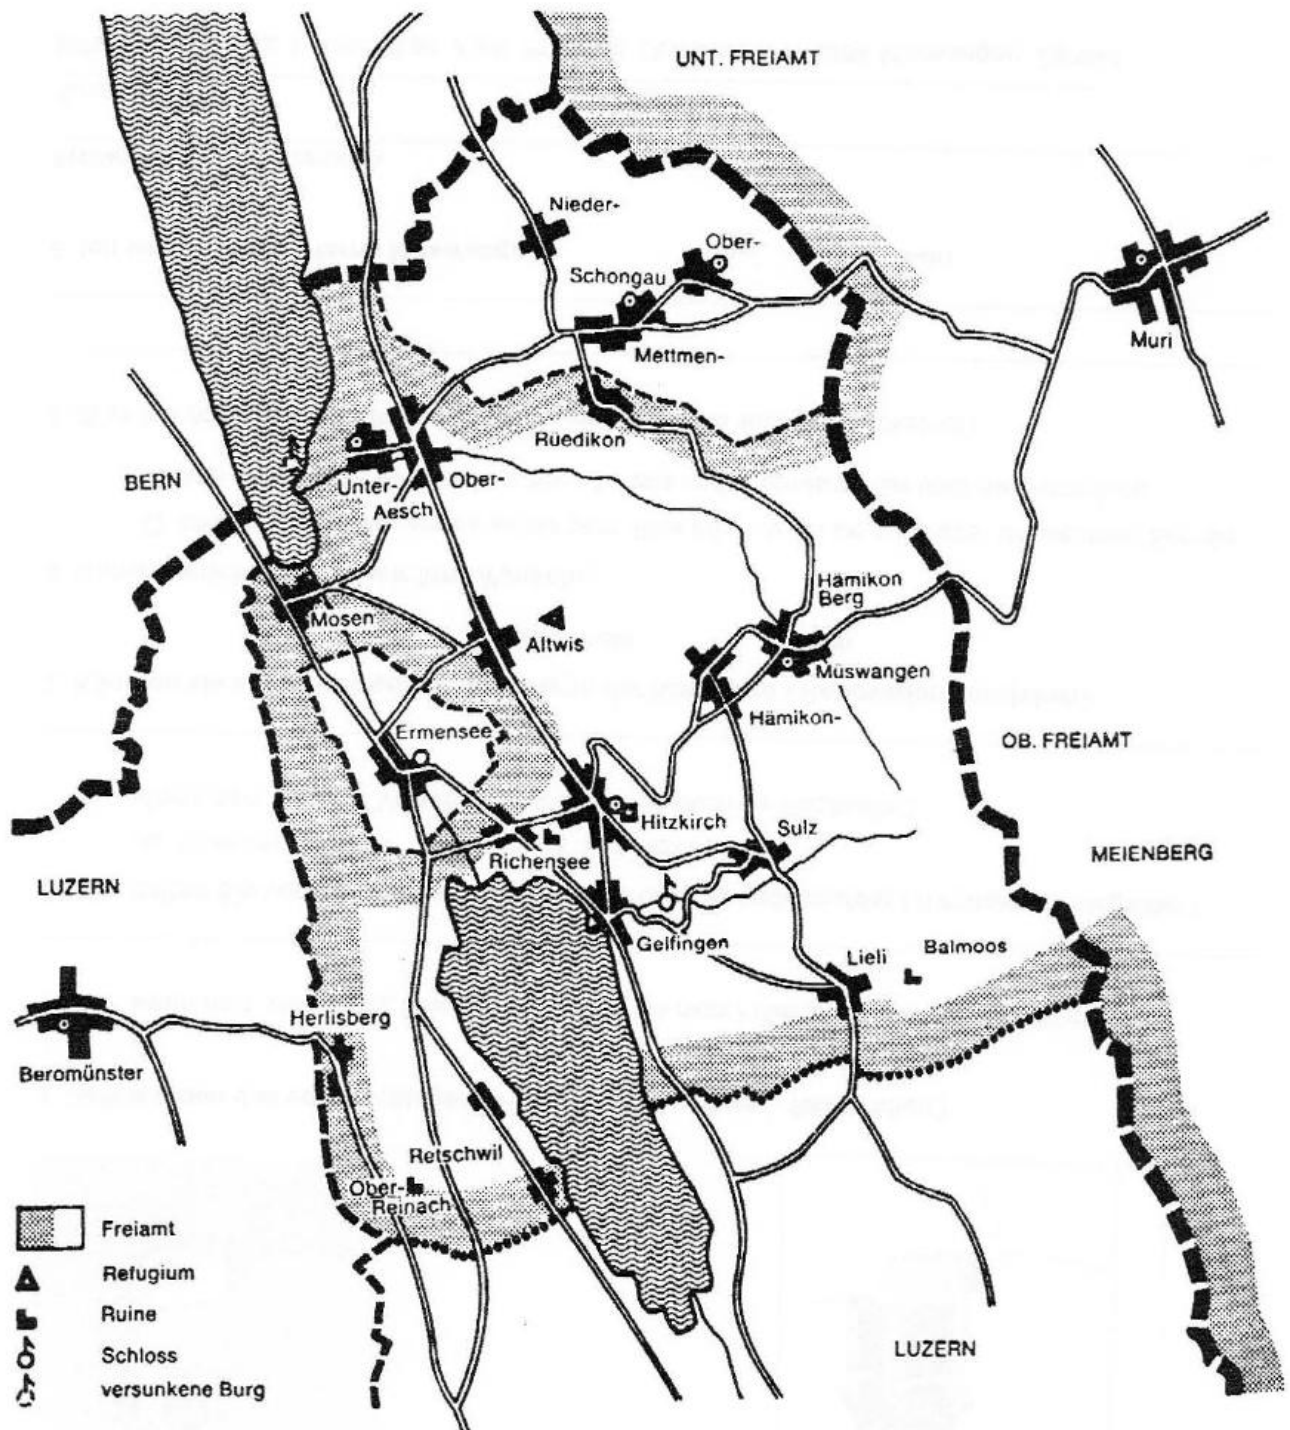 UNT. FREIAMT
Nieder-
Ober-
Schongau
Mettmen-
Muri
Rüedikon
BERN
Unter-
Ober-
Aesch
Hämikon
Berg
Mosen
Altwis
Müswangen
Hämikon-
Ermensee
OB. FREIAMT
Hitzkirch
Sulz
Richensee
MEIENBERG
LUZERN
Gelfingen
Lieli
Balmoos
Herlisberg
Beromünster
Retschwil
Ober-
Reinach
Freiamt
Refugium
Ruine
Schloss
versunkene Burg
LUZERN